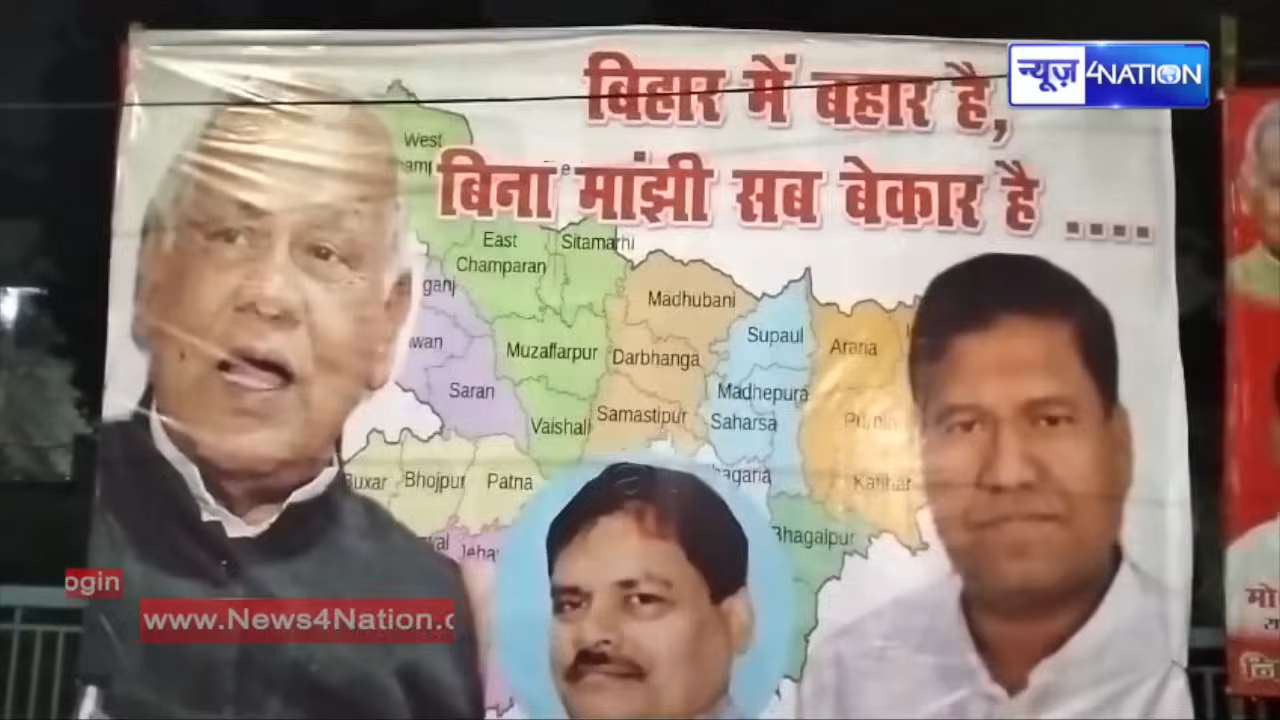 विहार में बहार है,
बिना मांझी सब बेकार है ....
न्यूज़ 4NATION
West
East
Champaran
Sitamarhi
Madhubani
Supaul
Araria
Muzaffarpur
Darbhanga
Saran
Madhepura
Vaishali
Samastipur
Saharsa
Bhojpur
Patna
Katihar
Bhagalpur
ogin
www.News4Nation.c